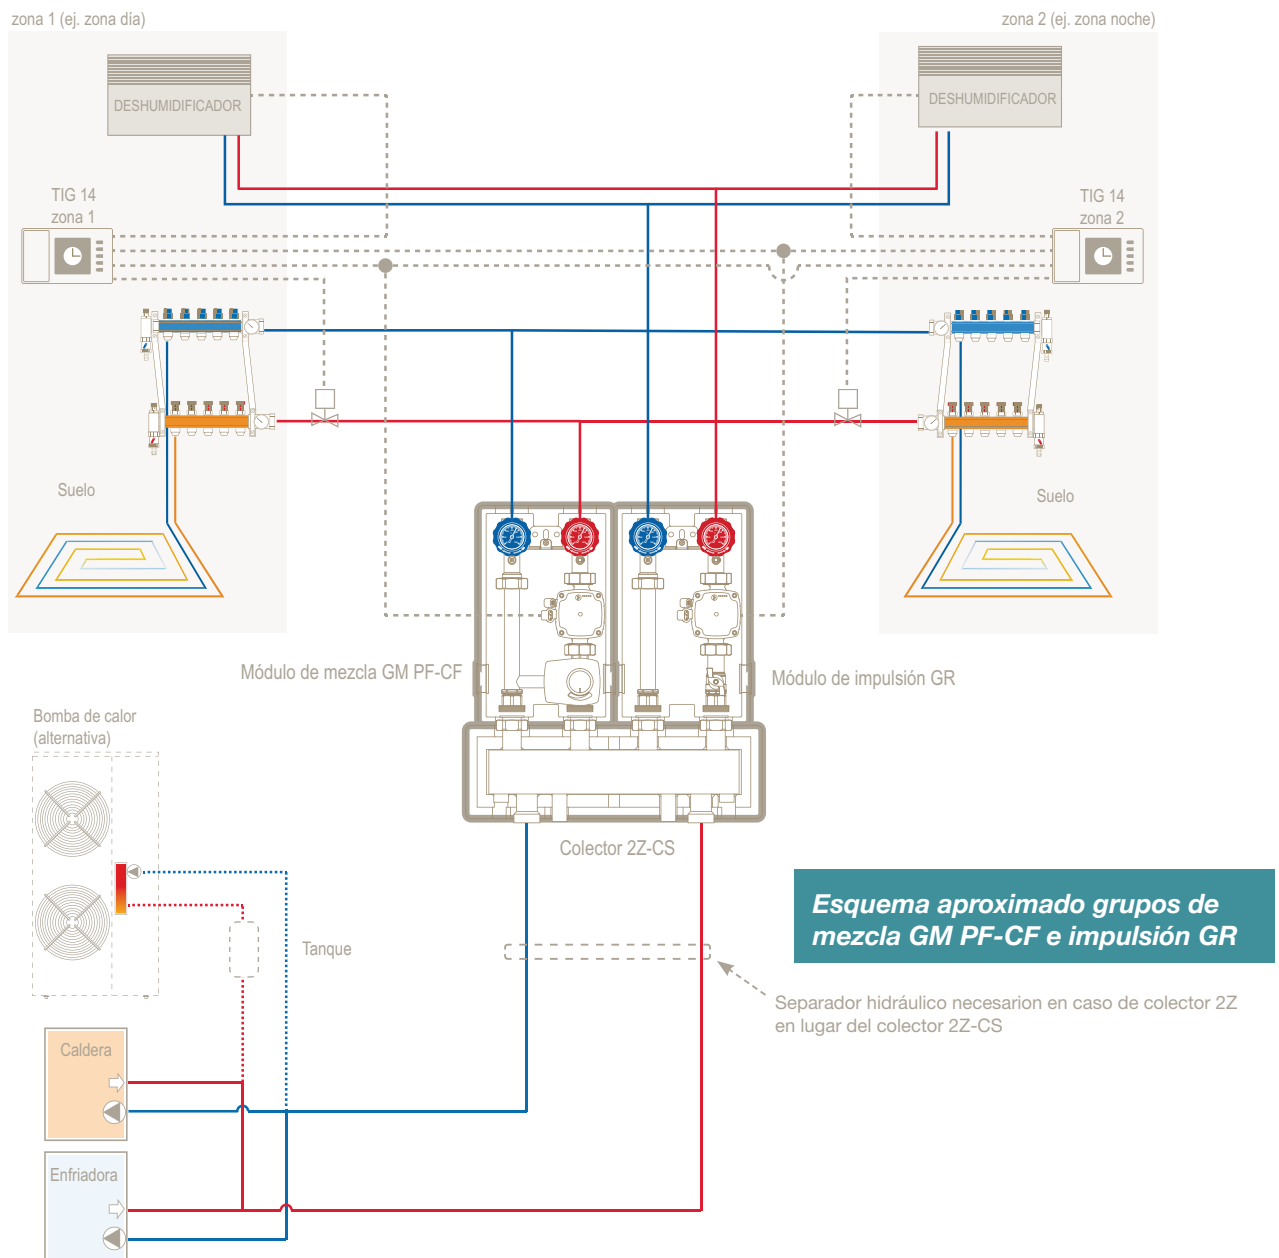 zona 1 (ej. zona día)
zona 2 (ej. zona noche)
DESHUMIDIFICADOR
DESHUMIDIFICADOR
TIG 14
zona 1
TIG 14
zona 2
Suelo
Suelo
Módulo de mezcla GM PF-CF
Módulo de impulsión GR
Bomba de calor
(alternativa)
Colector 2Z-CS
Esquema aproximado grupos de
mezcla GM PF-CF e impulsión GR
Tanque
Separador hidráulico necesarion en caso de colector 2Z
en lugar del colector 2Z-CS
Caldera
Enfriadora